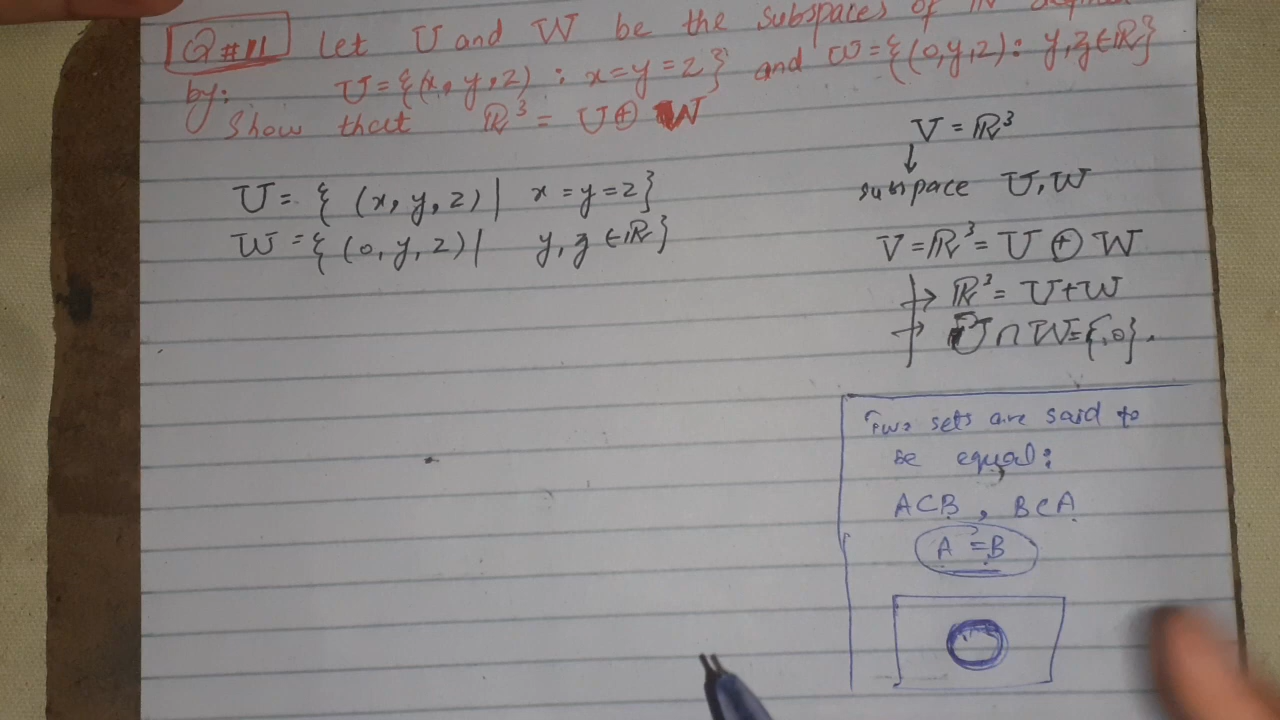 Q#11 Let U and W be the subspaces of
by: U={(x,y,z) : x=y=z} and W={(0,y,z): y,z∈R}
Show that R³ = U⊕W
U = { (x, y, z) | x=y=z}
W = { (0, y, z) | y, z ∈ R}
V = R³
↓
subspace U, W
V = R³ = U ⊕ W
→ R³ = U+W
→ U ∩ W={0}.
Two sets are said to
be equal:
A⊂B , B⊂A
A = B